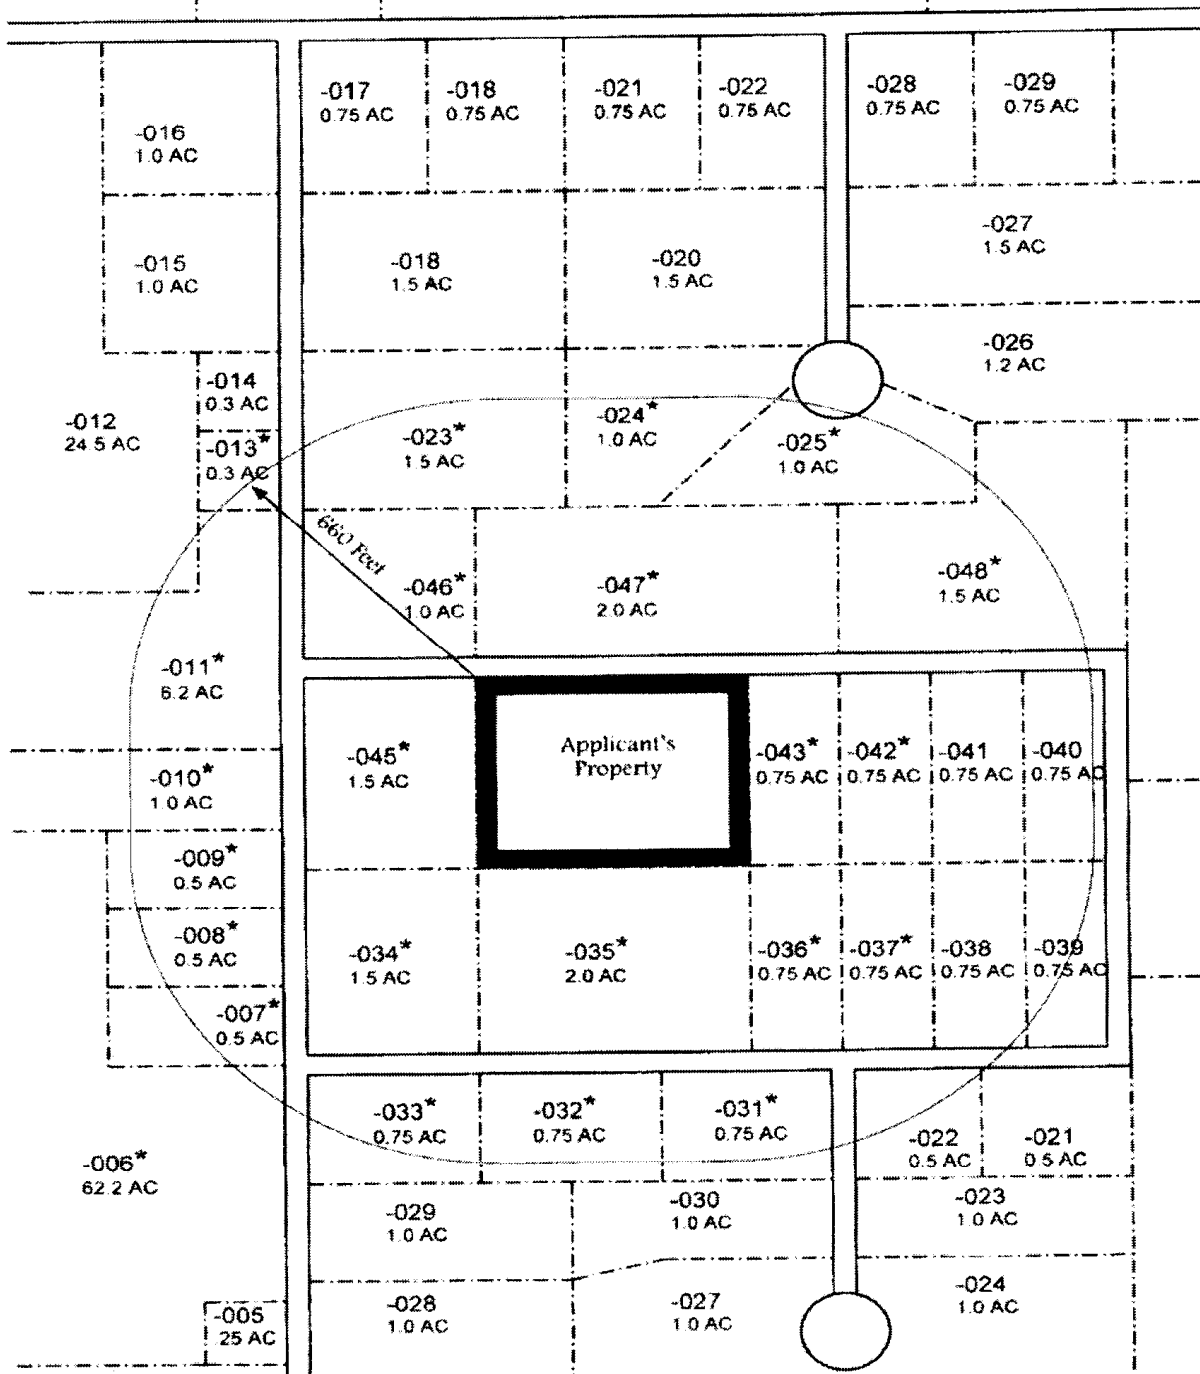 -017
0.75 AC
-018
0.75 AC
-021
0.75 AC
-022
0.75 AC
-028
0.75 AC
-029
0.75 AC
-016
1.0 AC
-015
1.0 AC
-018
1.5 AC
-020
1.5 AC
-027
1.5 AC
-026
1.2 AC
-014
0.3 AC
-012
24.5 AC
-013*
0.3 AC
-023*
1.5 AC
-024*
1.0 AC
-025*
1.0 AC
660 Feet
-046*
1.0 AC
-047*
2.0 AC
-048*
1.5 AC
-011*
6.2 AC
-045*
1.5 AC
Applicant's
Property
-043*
0.75 AC
-042*
0.75 AC
-041
0.75 AC
-040
0.75 AC
-010*
1.0 AC
-009*
0.5 AC
-008*
0.5 AC
-007*
0.5 AC
-034*
1.5 AC
-035*
2.0 AC
-036*
0.75 AC
-037*
0.75 AC
-038
0.75 AC
-039
0.75 AC
-033*
0.75 AC
-032*
0.75 AC
-031*
0.75 AC
-022
0.5 AC
-021
0.5 AC
-006*
62.2 AC
-029
1.0 AC
-030
1.0 AC
-023
1.0 AC
-005
25 AC
-028
1.0 AC
-027
1.0 AC
-024
1.0 AC